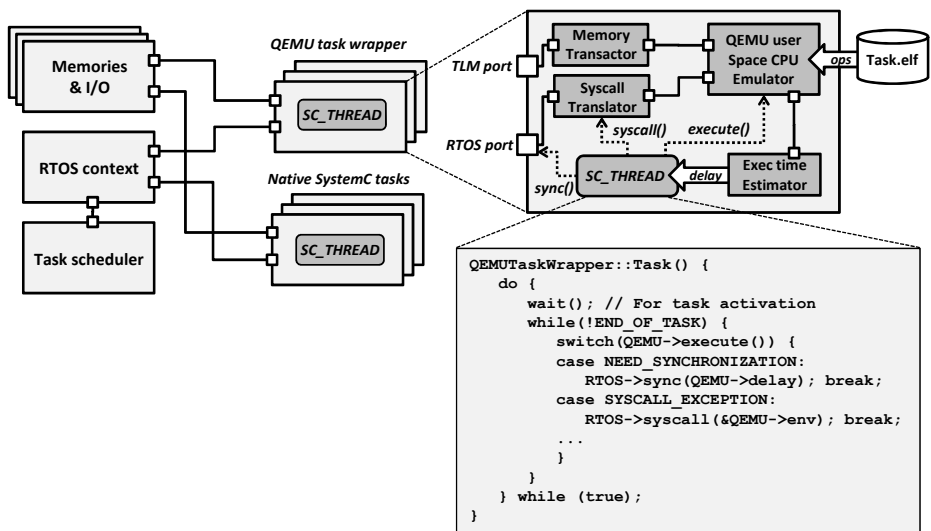 Memories
& I/O
RTOS context
Task scheduler
QEMU task wrapper
SC_THREAD
Native SystemC tasks
SC_THREAD
TLM port
RTOS port
Memory
Transactor
Syscall
Translator
QEMU user
Space CPU
Emulator
ops
Task.elf
syscall()
execute()
sync()
SC_THREAD
delay
Exec time
Estimator
QEMUTaskWrapper::Task() {
do {
wait(); // For task activation
while(!END_OF_TASK) {
switch(QEMU->execute()) {
case NEED_SYNCHRONIZATION:
RTOS->sync(QEMU->delay); break;
case SYSCALL_EXCEPTION:
RTOS->syscall(&QEMU->env); break;
...
}
}
} while (true);
}